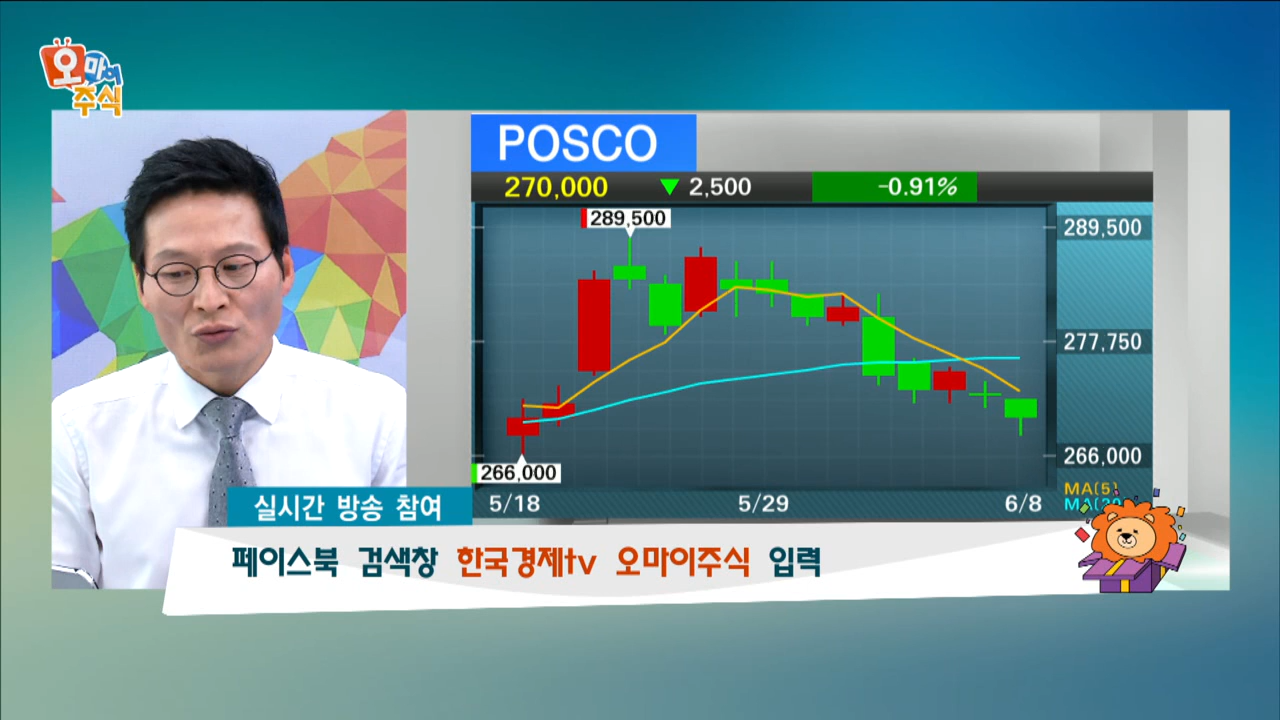 오마이
주식
POSCO
270,000 ▼ 2,500 -0.91%
289,500
289,500
277,750
266,000
266,000
MA(5)
5/18 5/29 6/8
실시간 방송 참여
페이스북 검색창 한국경제tv 오마이주식 입력